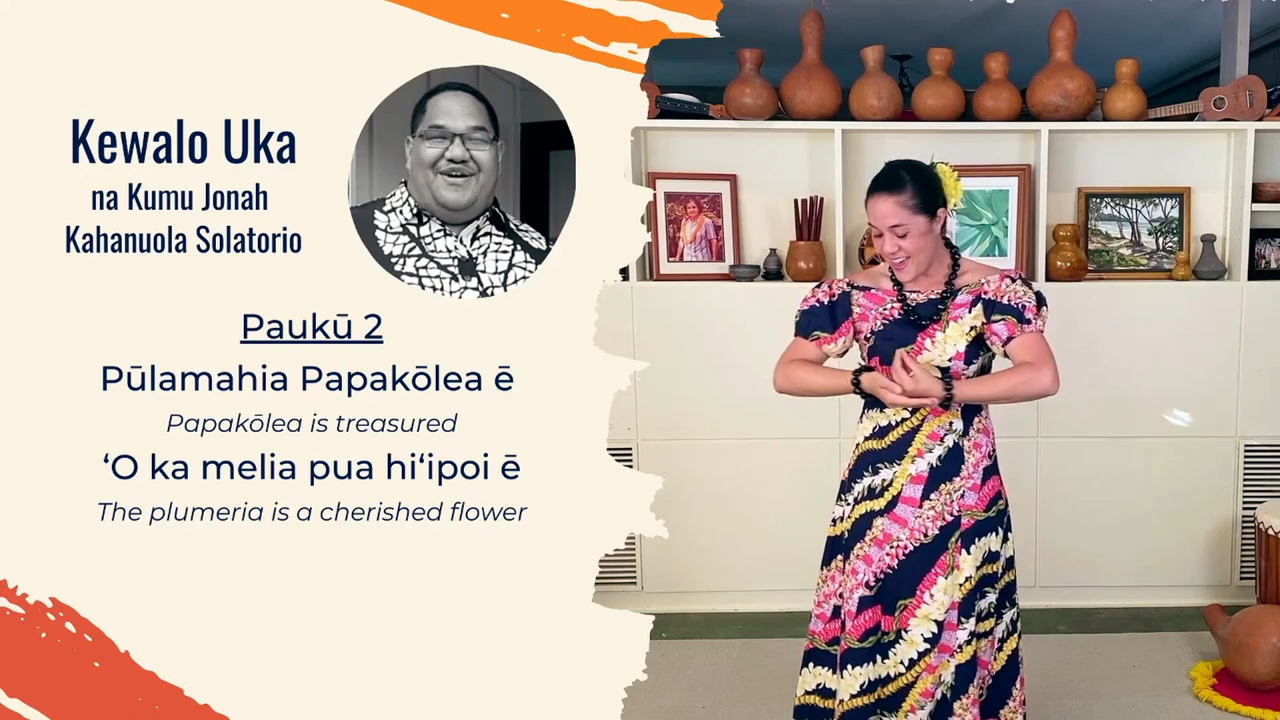 Kewalo Uka
na Kumu Jonah
Kahanuola Solatorio
Paukū 2
Pūlamahia Papakōlea ē
Papakōlea is treasured
ʻO ka melia pua hiʻipoi ē
The plumeria is a cherished flower